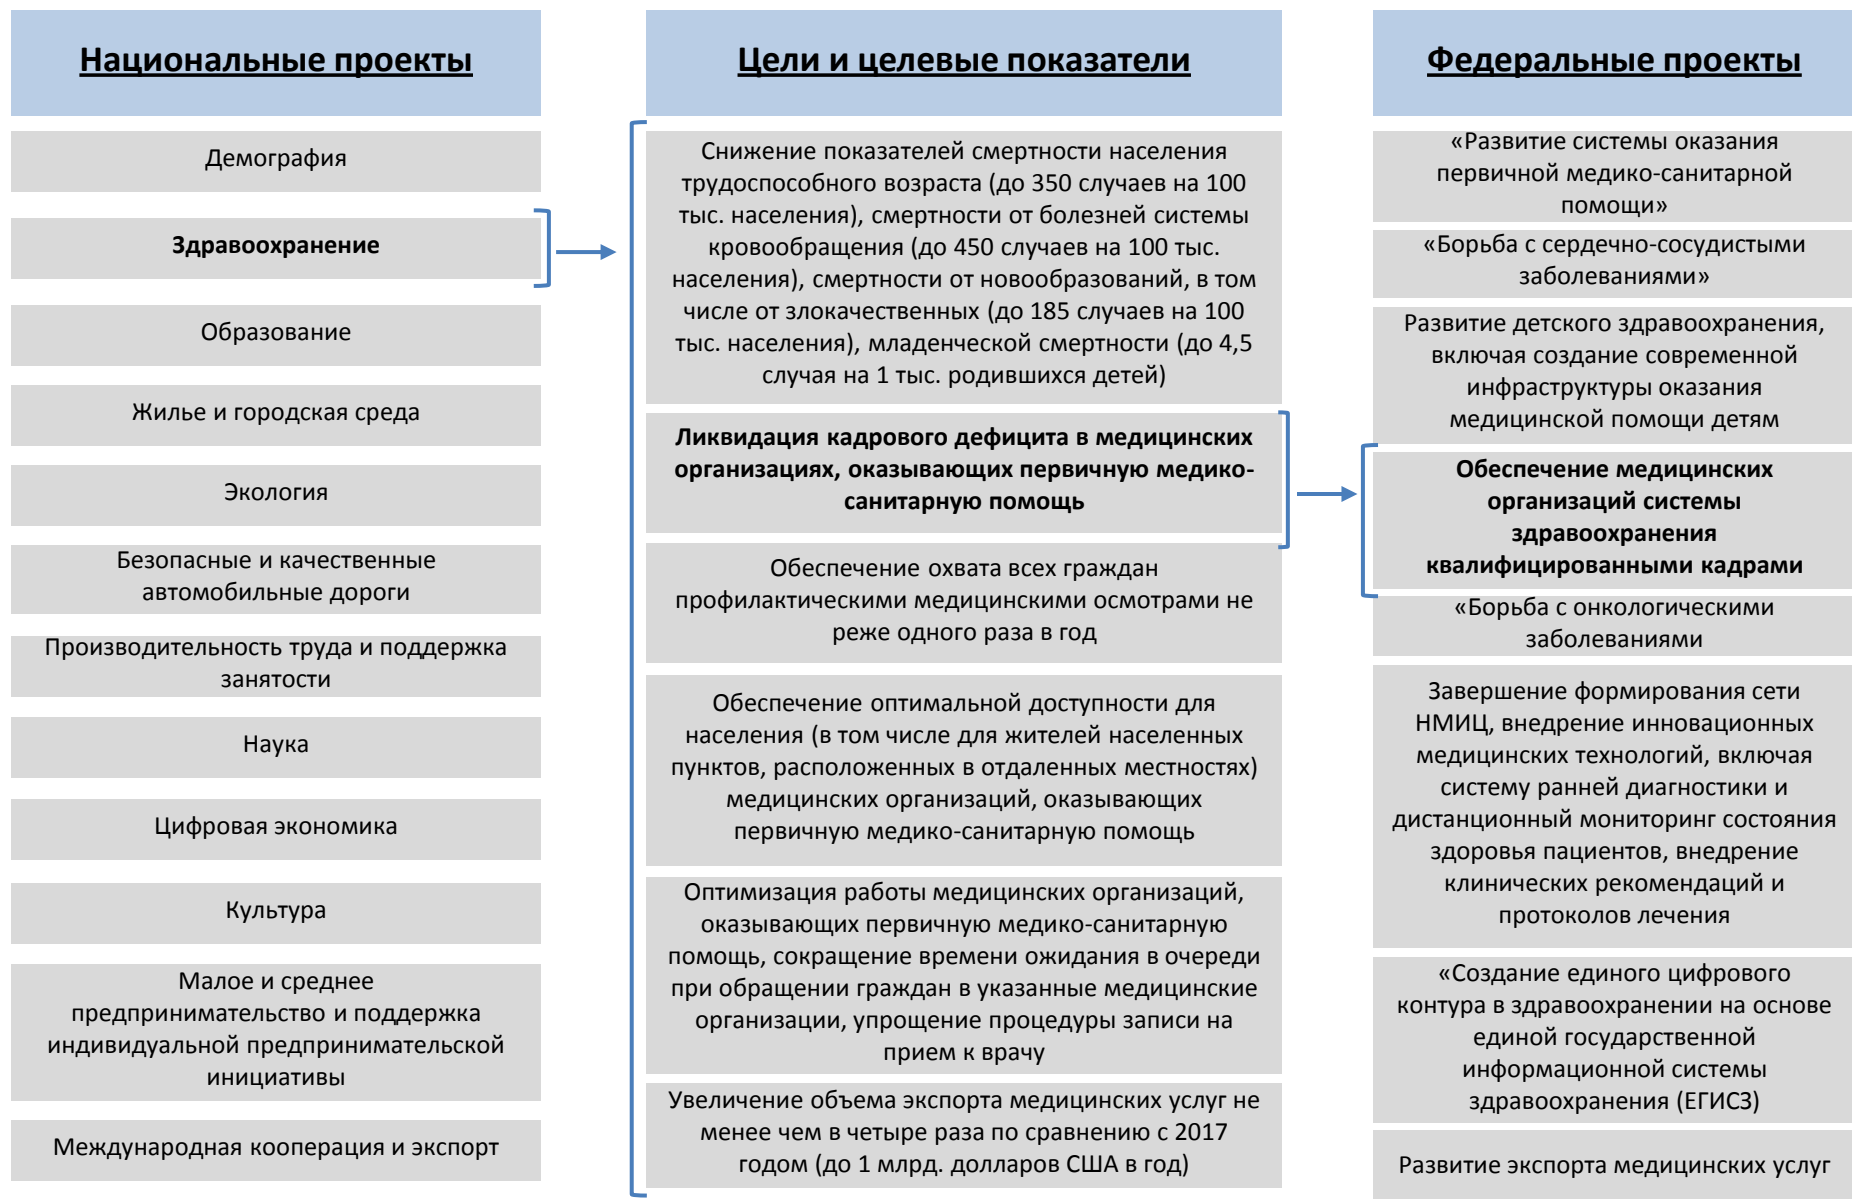 Национальные проекты
Демография
Здравоохранение
Образование
Жилье и городская среда
Экология
Безопасные и качественные
автомобильные дороги
Производительность труда и поддержка
занятости
Наука
Цифровая экономика
Культура
Малое и среднее
предпринимательство и поддержка
индивидуальной предпринимательской
инициативы
Международная кооперация и экспорт
Цели и целевые показатели
Снижение показателей смертности населения
трудоспособного возраста (до 350 случаев на 100
тыс. населения), смертности от болезней системы
кровообращения (до 450 случаев на 100 тыс.
населения), смертности от новообразований, в том
числе от злокачественных (до 185 случаев на 100
тыс. населения), младенческой смертности (до 4,5
случая на 1 тыс. родившихся детей)
Ликвидация кадрового дефицита в медицинских
организациях, оказывающих первичную медико-
санитарную помощь
Обеспечение охвата всех граждан
профилактическими медицинскими осмотрами не
реже одного раза в год
Обеспечение оптимальной доступности для
населения (в том числе для жителей населенных
пунктов, расположенных в отдаленных местностях)
медицинских организаций, оказывающих
первичную медико-санитарную помощь
Оптимизация работы медицинских организаций,
оказывающих первичную медико-санитарную
помощь, сокращение времени ожидания в очереди
при обращении граждан в указанные медицинские
организации, упрощение процедуры записи на
прием к врачу
Увеличение объема экспорта медицинских услуг не
менее чем в четыре раза по сравнению с 2017
годом (до 1 млрд. долларов США в год)
Федеральные проекты
«Развитие системы оказания
первичной медико-санитарной
помощи»
«Борьба с сердечно-сосудистыми
заболеваниями»
Развитие детского здравоохранения,
включая создание современной
инфраструктуры оказания
медицинской помощи детям
Обеспечение медицинских
организаций системы
здравоохранения
квалифицированными кадрами
«Борьба с онкологическими
заболеваниями
Завершение формирования сети
НМИЦ, внедрение инновационных
медицинских технологий, включая
систему ранней диагностики и
дистанционный мониторинг состояния
здоровья пациентов, внедрение
клинических рекомендаций и
протоколов лечения
«Создание единого цифрового
контура в здравоохранении на основе
единой государственной
информационной системы
здравоохранения (ЕГИСЗ)
Развитие экспорта медицинских услуг